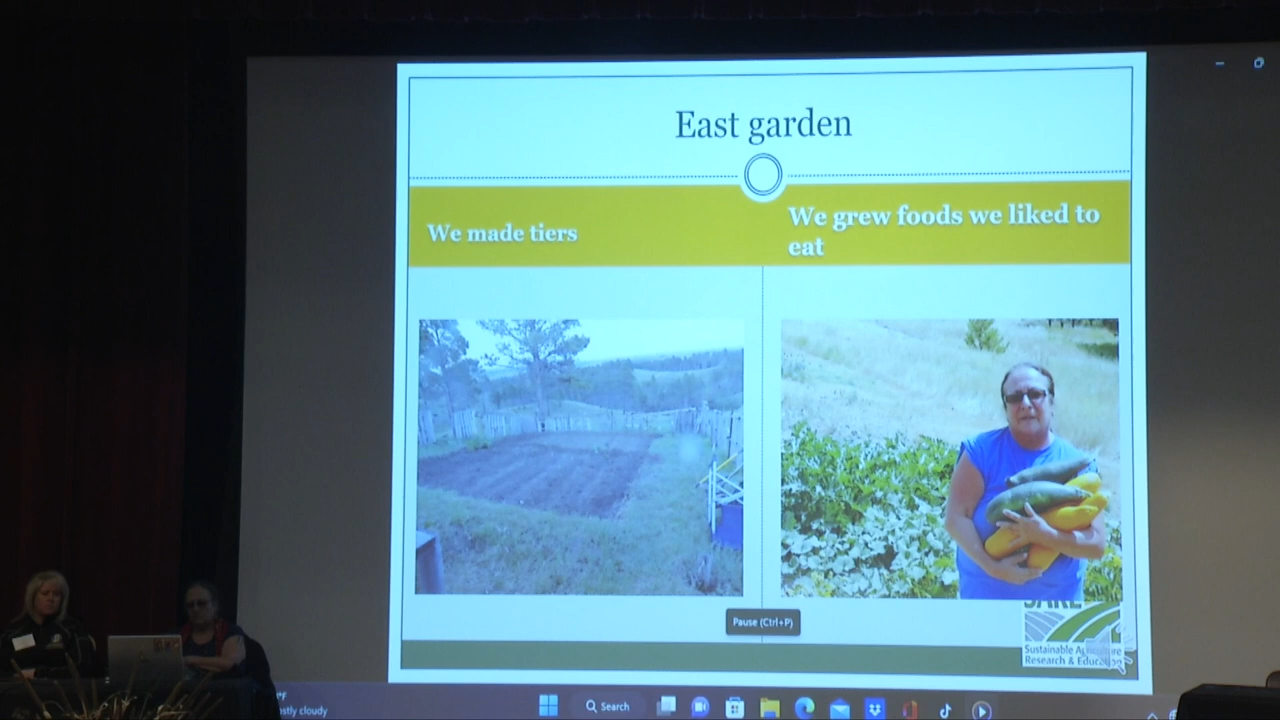 East garden
We made tiers
We grew foods we liked to
eat
Pause (Ctrl+P)
SARE
Sustainable Agriculture
Research & Education
Search